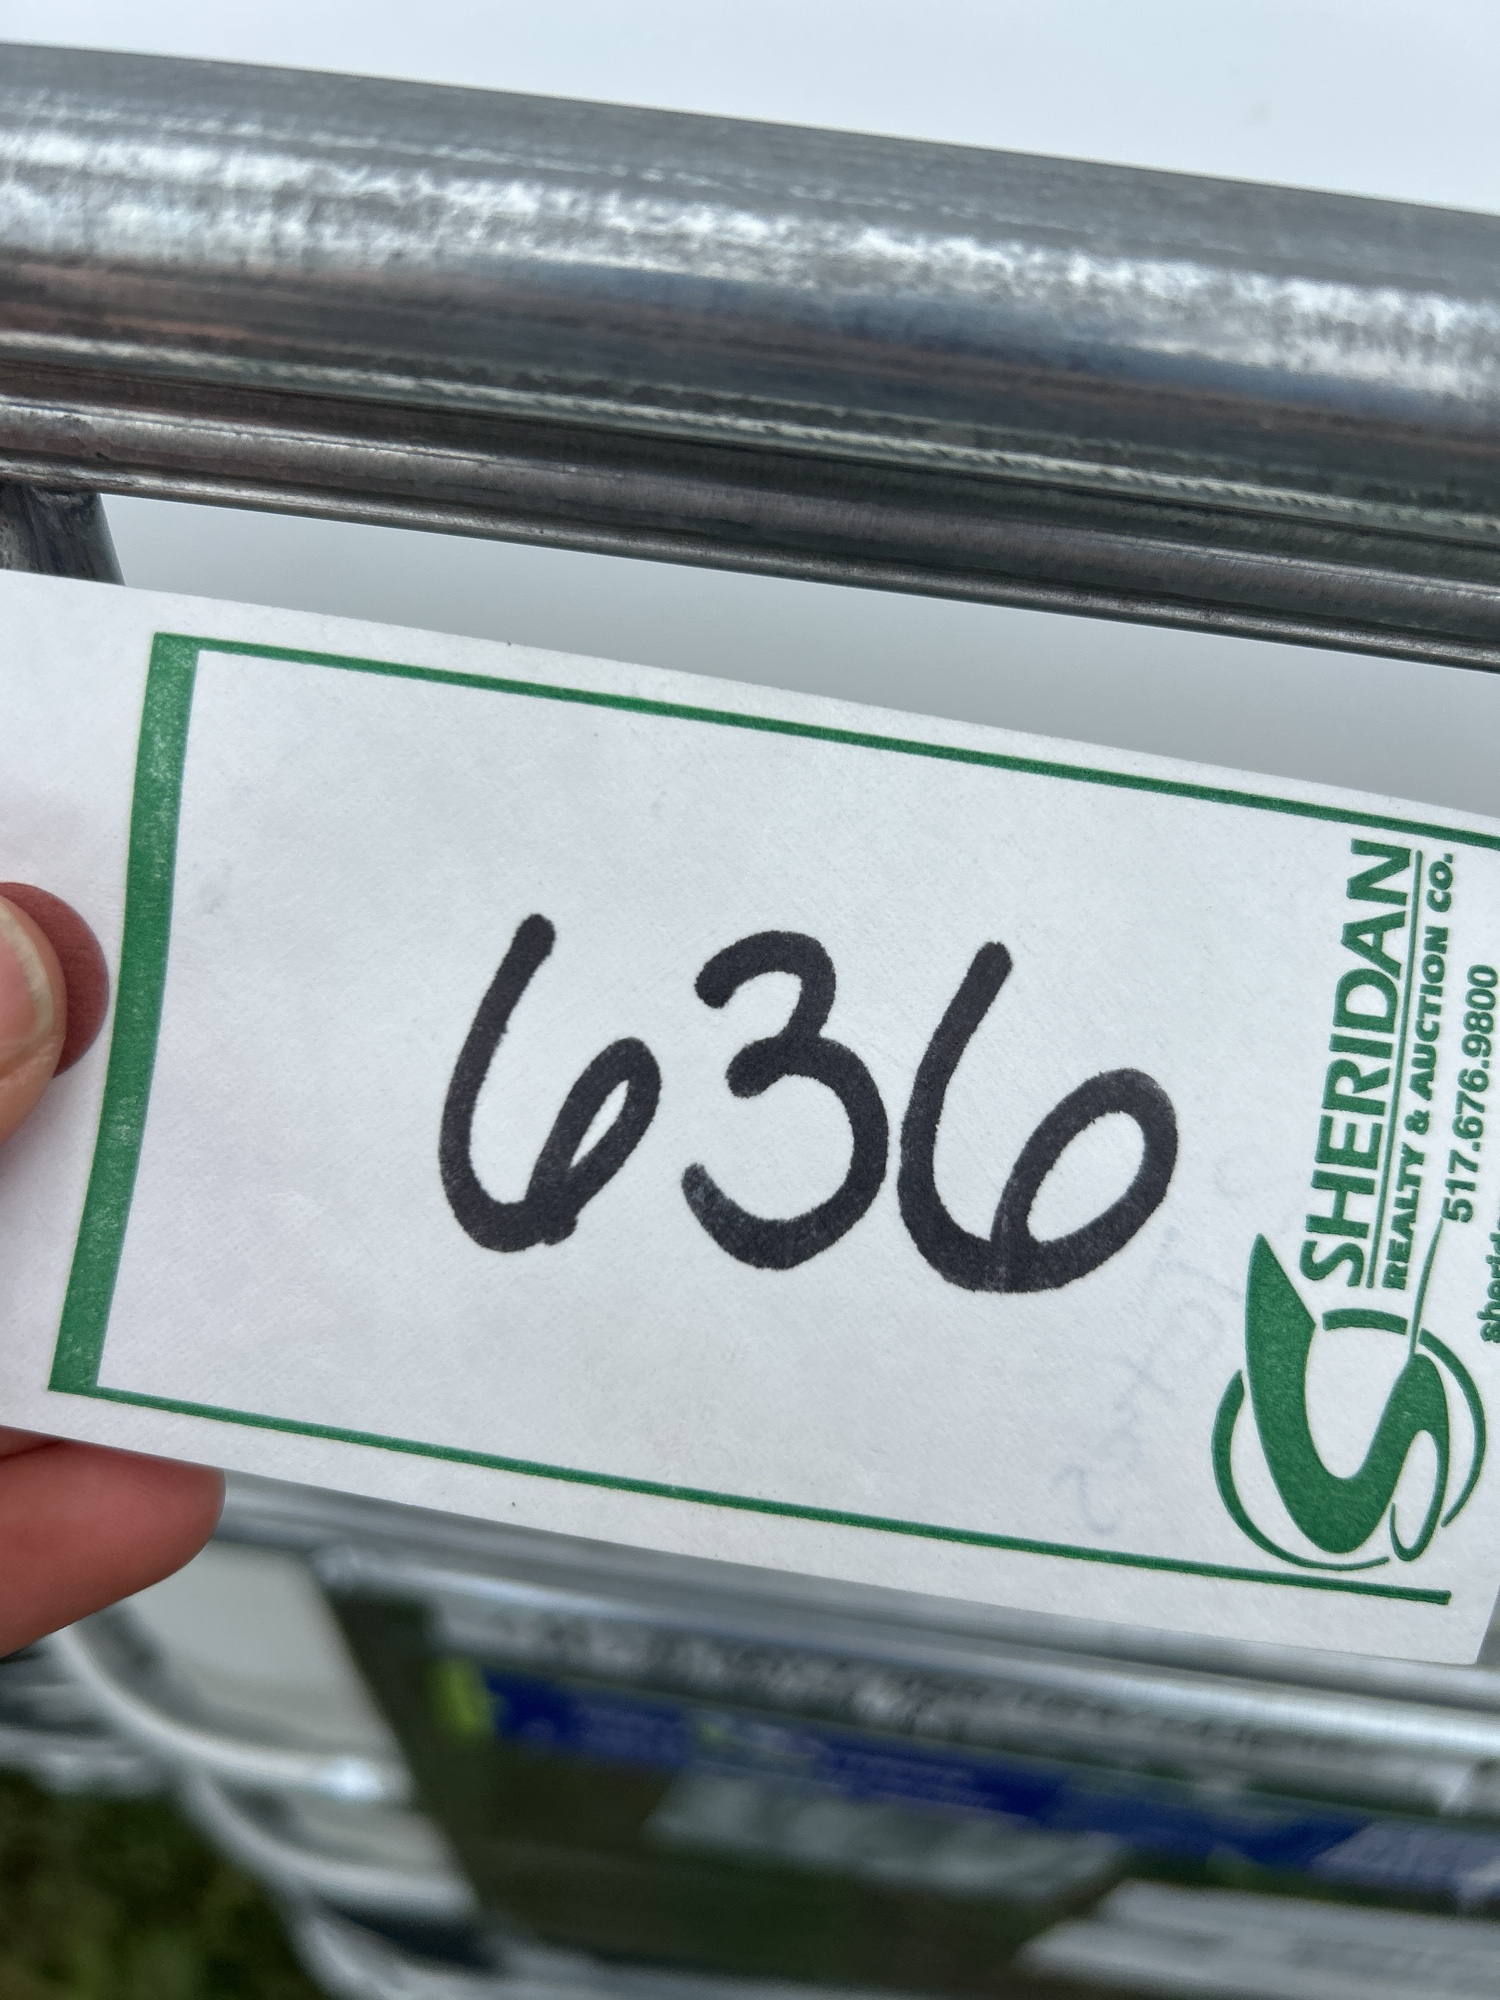 636
SHERIDAN
REALTY & AUCTION CO.
517.676.9800